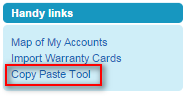 Handy links
Map of My Accounts
Import Warranty Cards
Copy Paste Tool